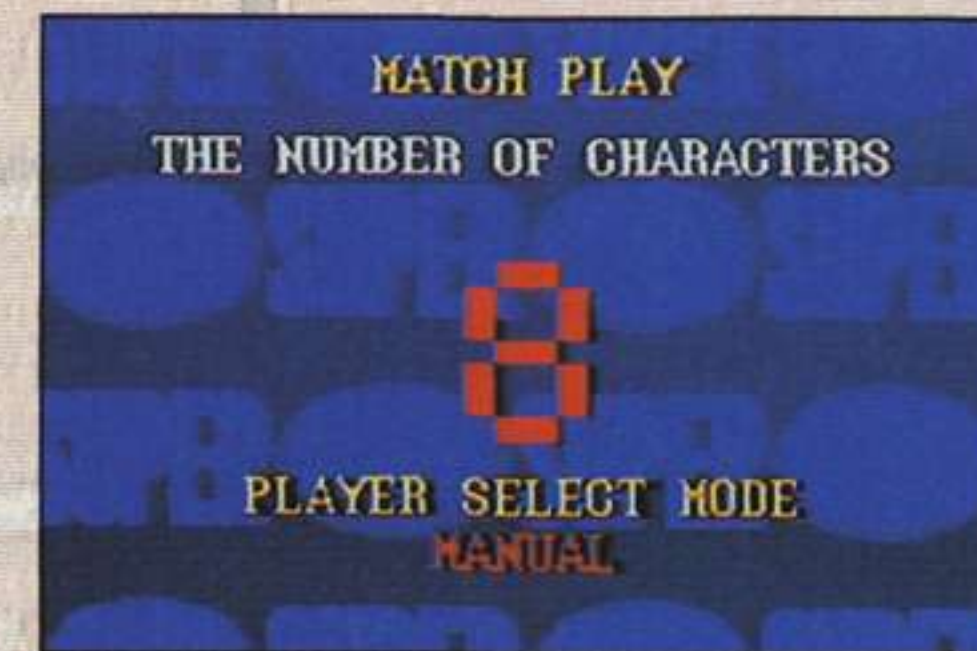 MATCH PLAY
THE NUMBER OF CHARACTERS
8
PLAYER SELECT MODE
MANUAL